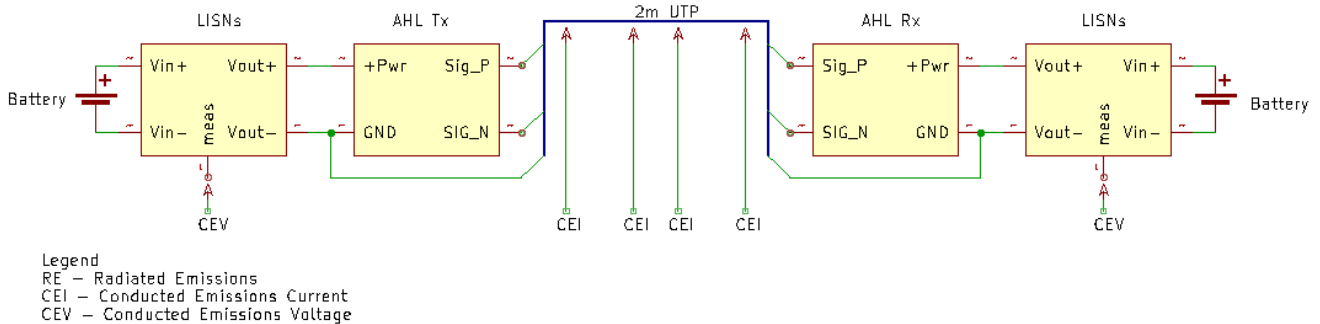 2m UTP
LISNs
AHL Tx
AHL Rx
LISNs
Vin+ Vout+
+Pwr Sig_P
Sig_P +Pwr
Vout+ Vin+
Battery
+
+
Battery
Vin- Vout-
GND SIG_N
SIG_N GND
Vout- Vin-
meas
meas
CEV
CEI
CEI
CEI
CEI
CEV
Legend
RE - Radiated Emissions
CEI - Conducted Emissions Current
CEV - Conducted Emissions Voltage